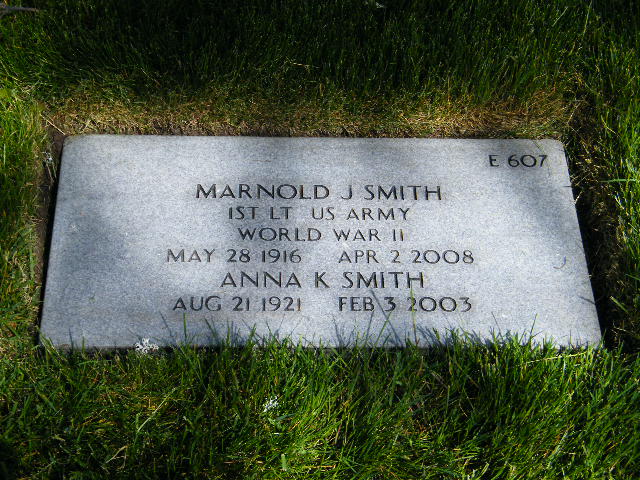 E 607
MARNOLD J SMITH
1ST LT US ARMY
WORLD WAR II
MAY 28 1916 APR 2 2008
ANNA K SMITH
AUG 21 1921 FEB 3 2003